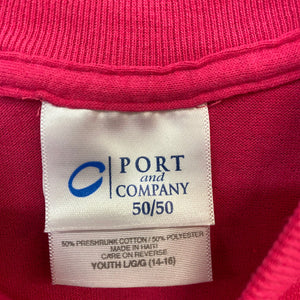 PORT
and
COMPANY
50/50
50% PRESHRUNK COTTON / 50% POLYESTER
MADE IN HAITI
CARE ON REVERSE
YOUTH L/G/G (14-16)